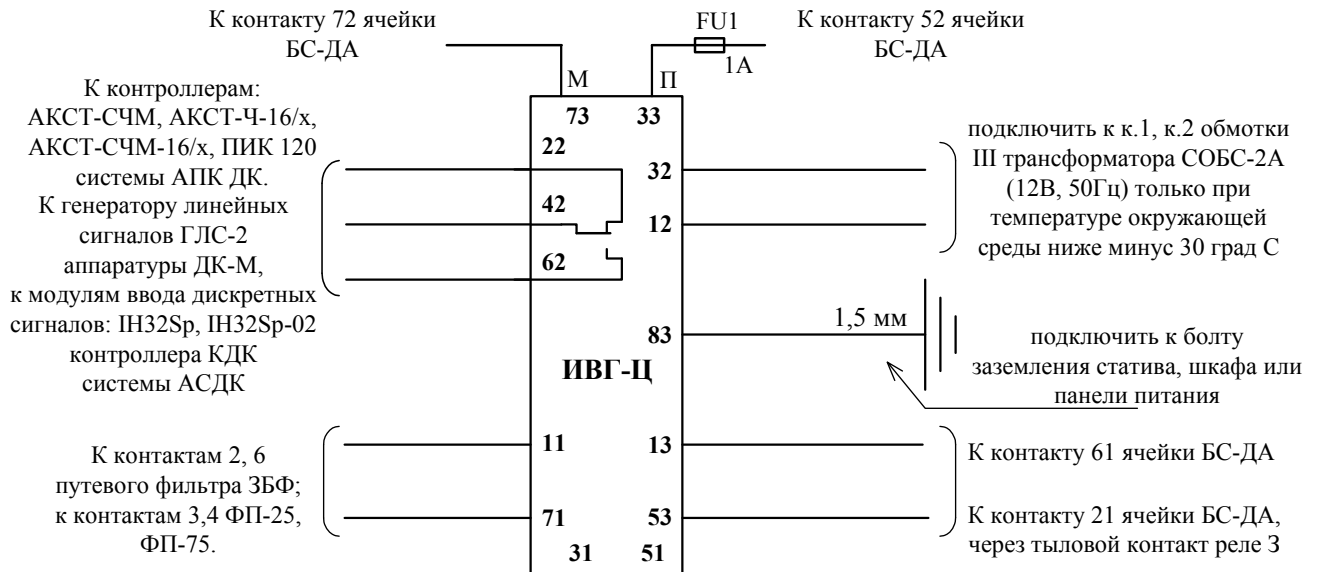 К контакту 72 ячейки
БС-ДА
FU1
1А
К контакту 52 ячейки
БС-ДА
М
П
73
33
К контроллерам:
АКСТ-СЧМ, АКСТ-Ч-16/х,
АКСТ-СЧМ-16/х, ПИК 120
системы АПК ДК.
К генератору линейных
сигналов ГЛС-2
аппаратуры ДК-М,
к модулям ввода дискретных
сигналов: IH32Sp, IH32Sp-02
контроллера КДК
системы АСДК
22
42
62
32
12
подключить к к.1, к.2 обмотки
III трансформатора СОБС-2А
(12В, 50Гц) только при
температуре окружающей
среды ниже минус 30 град С
83
1,5 мм
подключить к болту
заземления статива, шкафа или
панели питания
ИВГ-Ц
К контактам 2, 6
путевого фильтра ЗБФ;
к контактам 3,4 ФП-25,
ФП-75.
11
71
31
13
53
51
К контакту 61 ячейки БС-ДА
К контакту 21 ячейки БС-ДА,
через тыловой контакт реле З